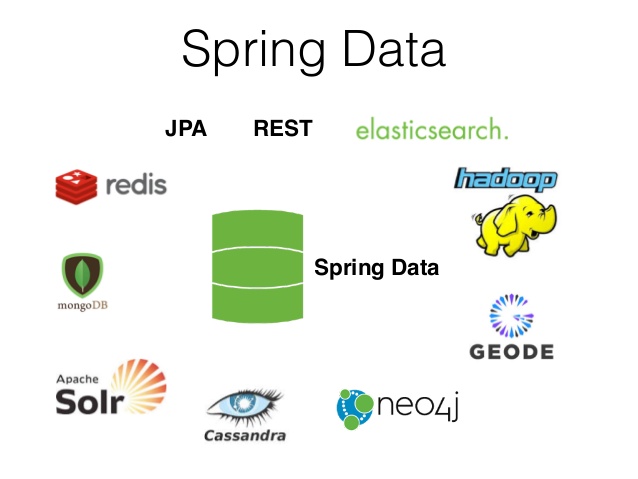 Spring Data
JPA REST elasticsearch.
redis
hadoop
Spring Data
mongoDB
GEODE
Apache
Solr
Cassandra
neo4j